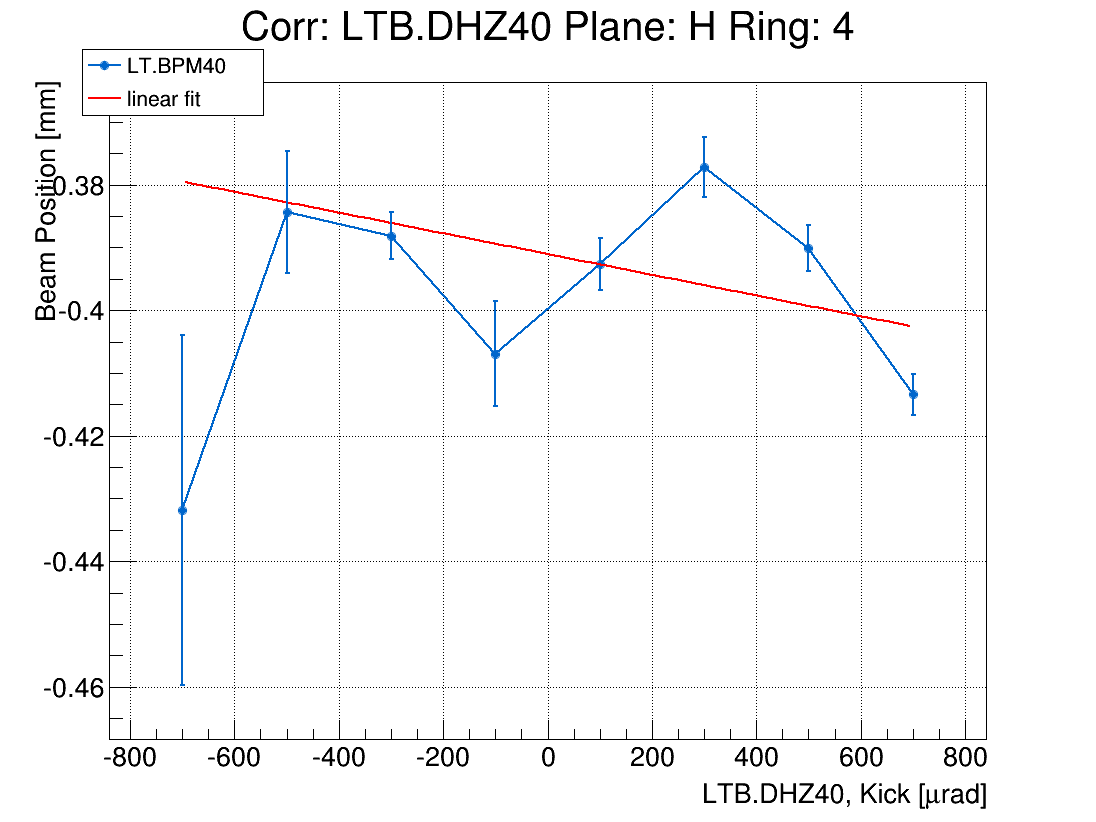 Corr: LTB.DHZ40 Plane: H Ring: 4
LT.BPM40
linear fit
Beam Position [mm]
-0.38
-0.4
-0.42
-0.44
-0.46
-800 -600 -400 -200 0 200 400 600 800
LTB.DHZ40, Kick [μrad]